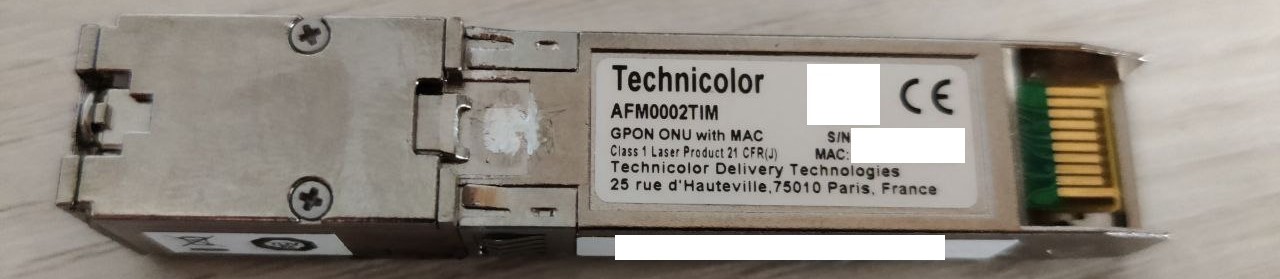 Technicolor
CE
AFM0002TIM
GPON ONU with MAC S/N
Class 1 Laser Product 21 CFR(J) MAC:
Technicolor Delivery Technologies
25 rue d'Hauteville,75010 Paris, France